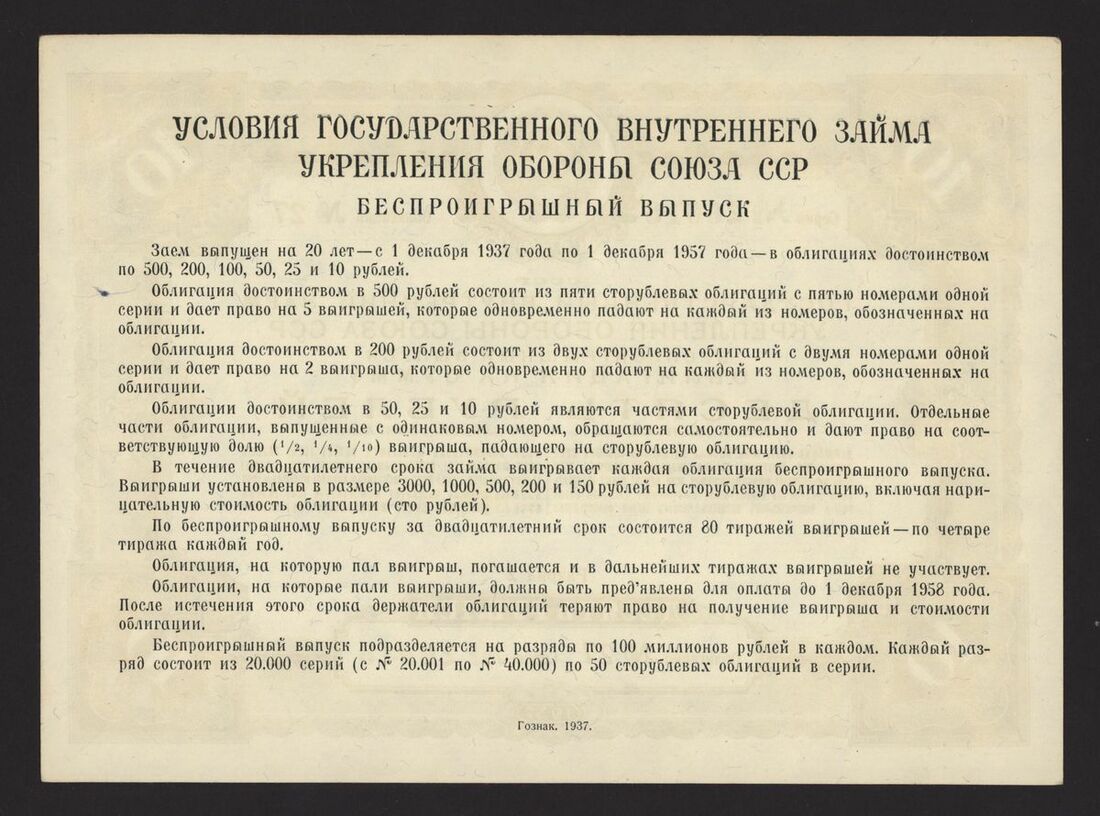 УСЛОВИЯ ГОСУДАРСТВЕННОГО ВНУТРЕННЕГО ЗАЙМА
УКРЕПЛЕНИЯ ОБОРОНЫ СОЮЗА ССР
БЕСПРОИГРЫШНЫЙ ВЫПУСК
Заем выпущен на 20 лет—с 1 декабря 1937 года по 1 декабря 1957 года—в облигациях достоинством
по 500, 200, 100, 50, 25 и 10 рублей.
Облигация достоинством в 500 рублей состоит из пяти сторублевых облигаций с пятью номерами одной
серии и дает право на 5 выигрышей, которые одновременно падают на каждый из номеров, обозначенных на
облигации.
Облигация достоинством в 200 рублей состоит из двух сторублевых облигаций с двумя номерами одной
серии и дает право на 2 выигрыша, которые одновременно падают на каждый из номеров, обозначенных на
облигации.
Облигации достоинством в 50, 25 и 10 рублей являются частями сторублевой облигации. Отдельные
части облигации, выпущенные с одинаковым номером, обращаются самостоятельно и дают право на соот-
ветствующую долю (1/2, 1/4, 1/10) выигрыша, падающего на сторублевую облигацию.
В течение двадцатилетнего срока займа выигрывает каждая облигация беспроигрышного выпуска.
Выигрыши установлены в размере 3000, 1000, 500, 200 и 150 рублей на сторублевую облигацию, включая нари-
цательную стоимость облигации (сто рублей).
По беспроигрышному выпуску за двадцатилетний срок состоится 80 тиражей выигрышей—по четыре
тиража каждый год.
Облигация, на которую пал выигрыш, погашается и в дальнейших тиражах выигрышей не участвует.
Облигации, на которые пали выигрыши, должны быть пред'явлены для оплаты до 1 декабря 1958 года.
После истечения этого срока держатели облигаций теряют право на получение выигрыша и стоимости
облигации.
Беспроигрышный выпуск подразделяется на разряды по 100 миллионов рублей в каждом. Каждый раз-
ряд состоит из 20.000 серий (с № 20.001 по № 40.000) по 50 сторублевых облигаций в серии.
Гознак. 1937.